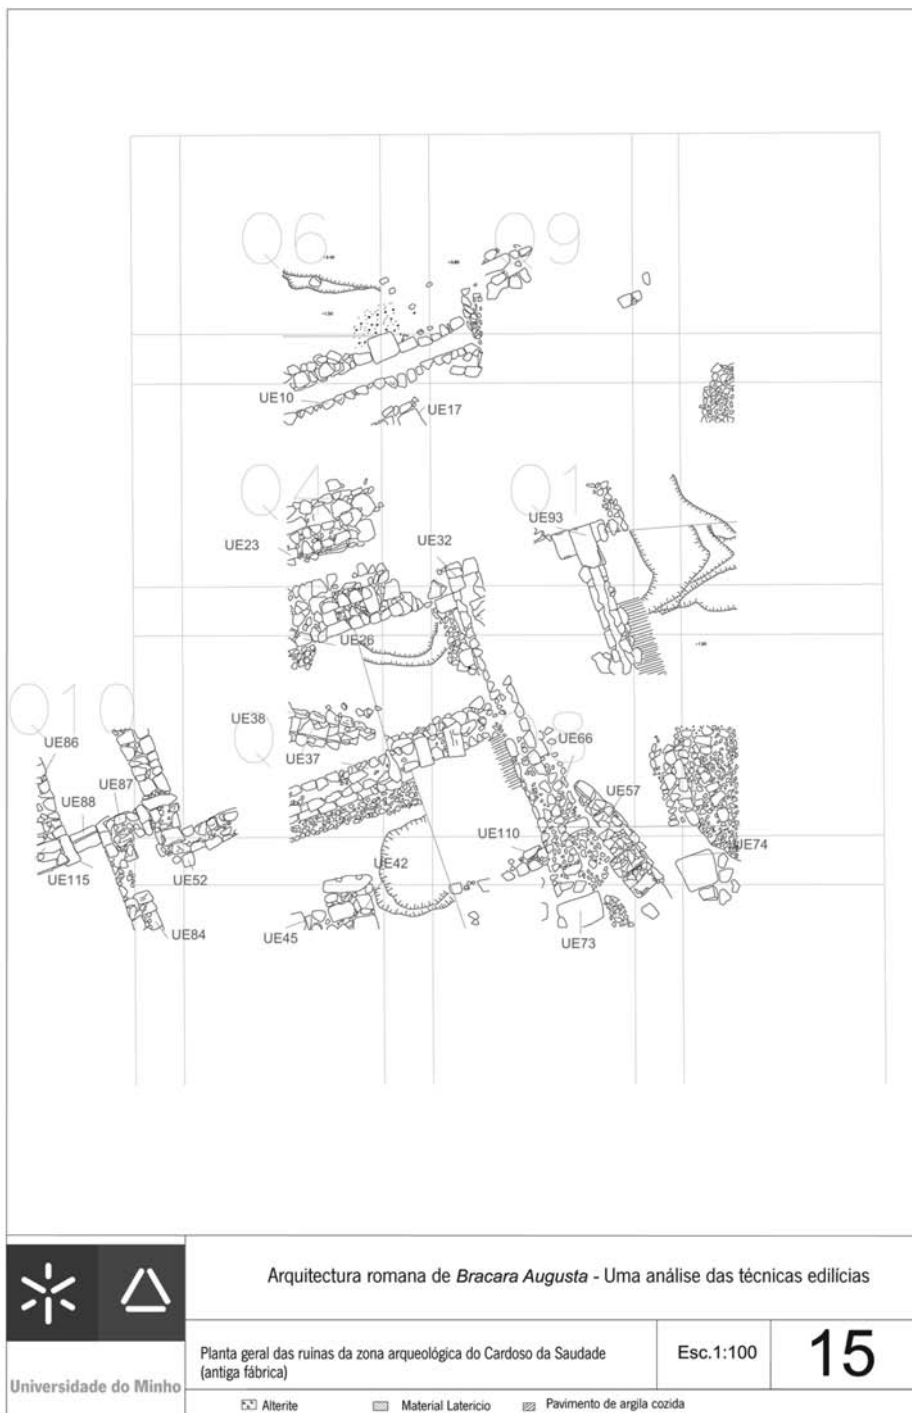 Q6
Q9
UE10
UE17
Q4
Q1
UE93
UE23
UE32
UE26
Q10
UE38
UE86
UE66
UE37
UE87
UE57
UE88
UE110
UE74
UE42
UE115
UE52
UE84
UE45
UE73
Arquitectura romana de Bracara Augusta - Uma análise das técnicas edilícias
Planta geral das ruínas da zona arqueológica do Cardoso da Saudade
(antiga fábrica)
Esc.1:100
15
Universidade do Minho
Alterite
Material Laterício
Pavimento de argila cozida